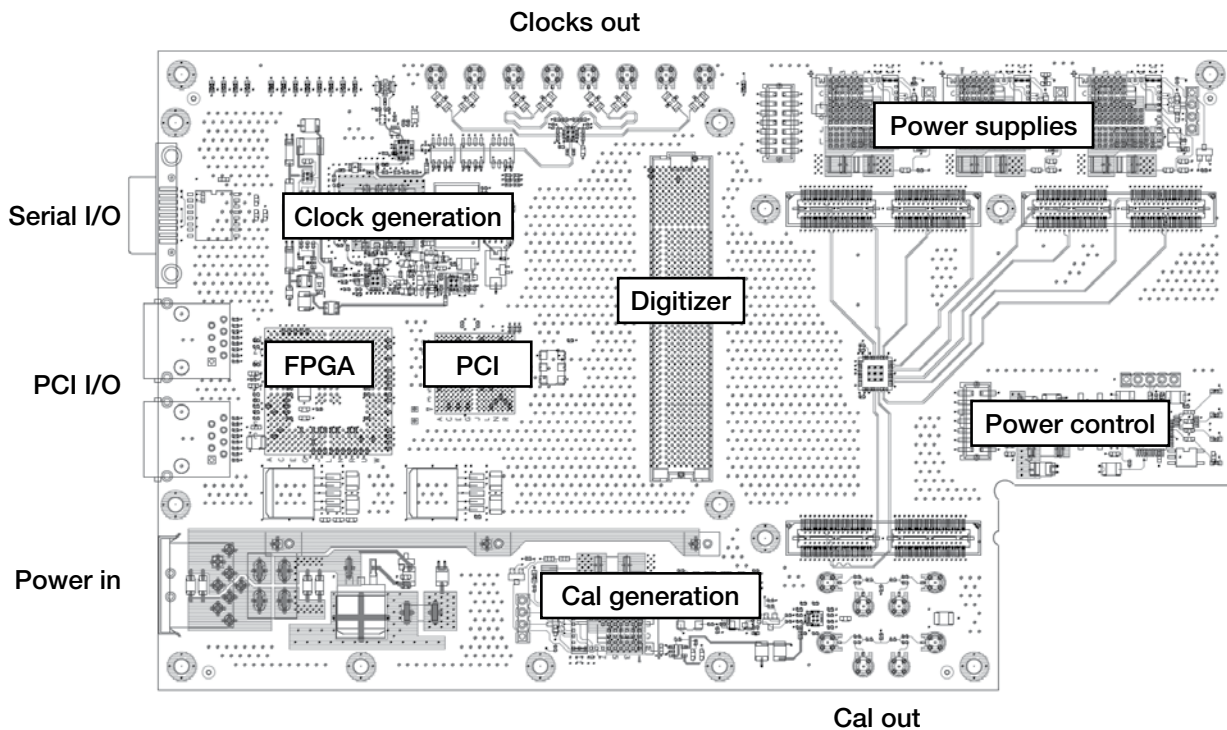 Clocks out
Power supplies
Serial I/O
Clock generation
Digitizer
FPGA
PCI
PCI I/O
Power control
Power in
Cal generation
Cal out